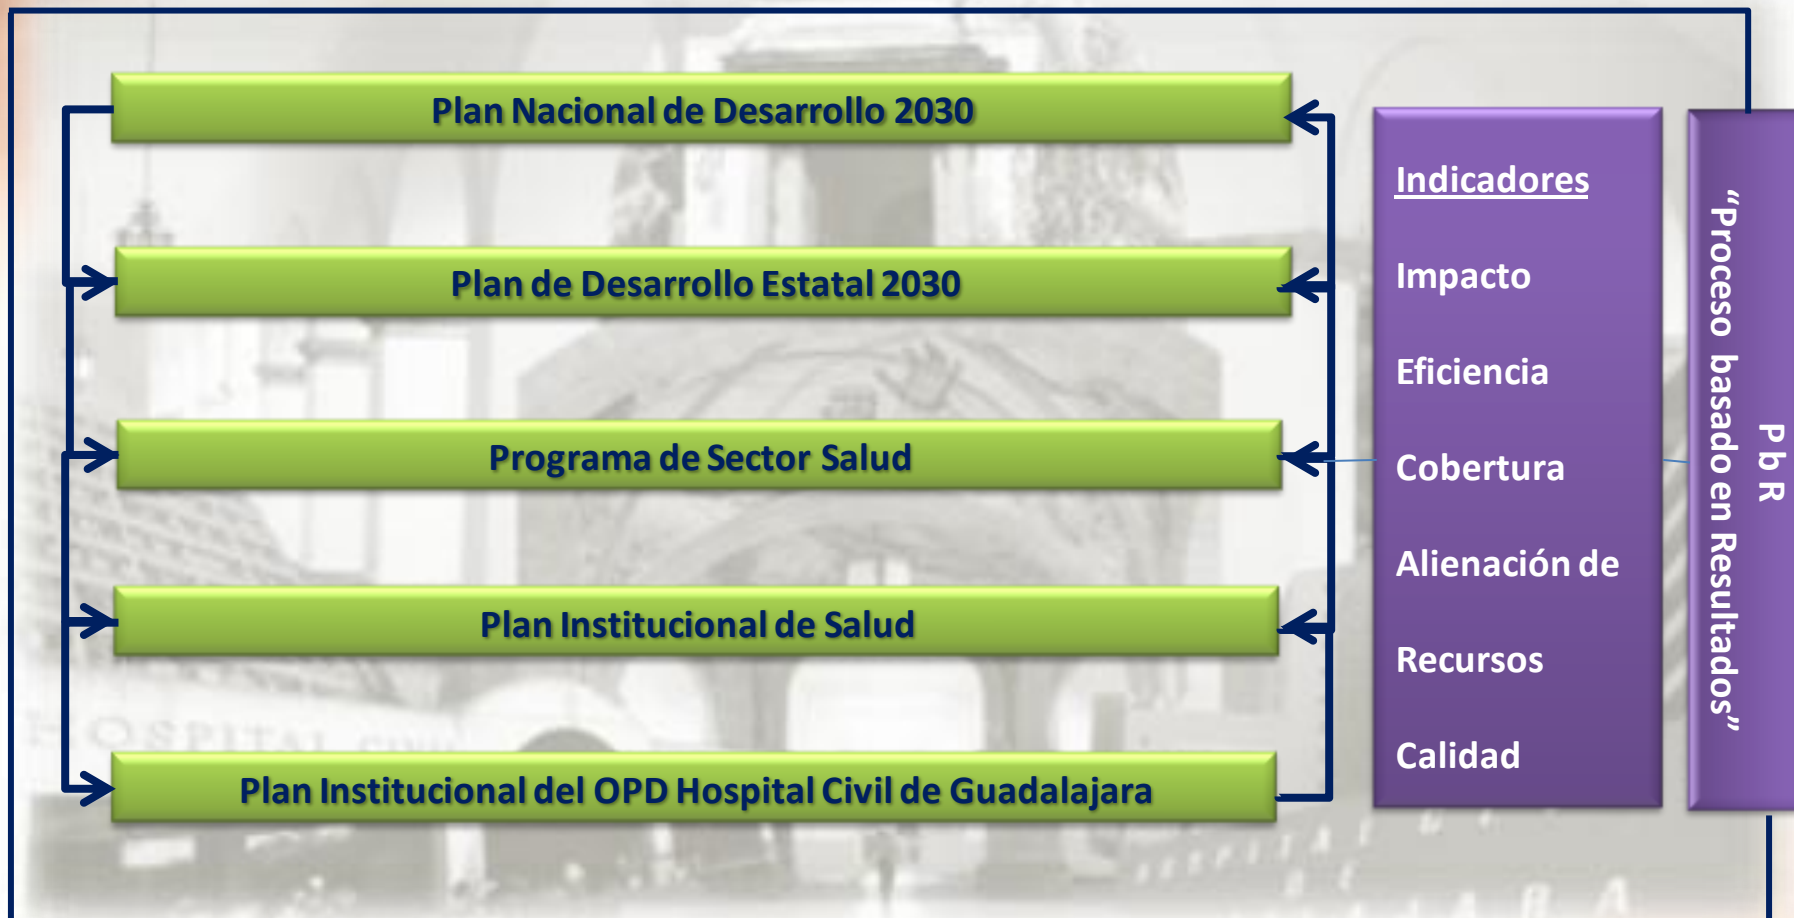 Plan Nacional de Desarrollo 2030
Plan de Desarrollo Estatal 2030
Programa de Sector Salud
Plan Institucional de Salud
Plan Institucional del OPD Hospital Civil de Guadalajara
Indicadores
Impacto
Eficiencia
Cobertura
Alienación de
Recursos
Calidad
P b R
“Proceso basado en Resultados”
HOSPITAL